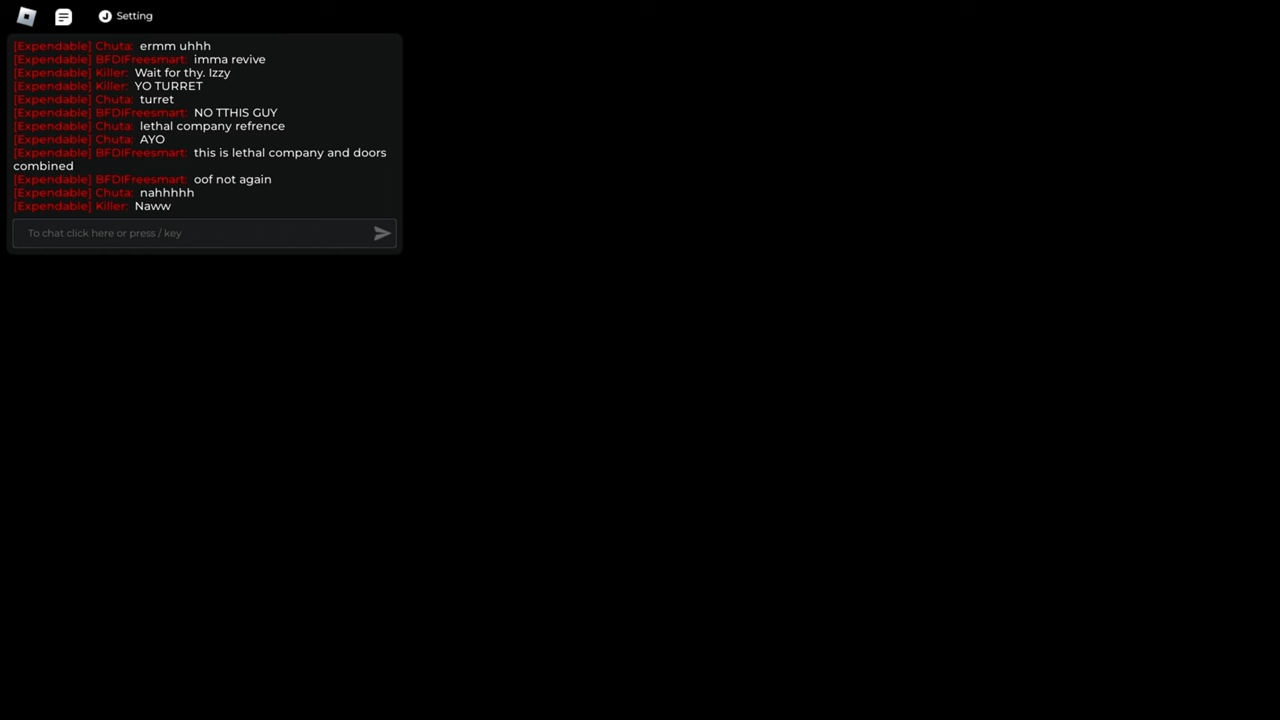 J Setting
[Expendable] Chuta: ermm uhhh
[Expendable] BFDIFreesmart: imma revive
[Expendable] Killer: Wait for thy. Izzy
[Expendable] Killer: YO TURRET
[Expendable] Chuta: turret
[Expendable] BFDIFreesmart: NO TTHIS GUY
[Expendable] Chuta: lethal company refrence
[Expendable] Chuta: AYO
[Expendable] BFDIFreesmart: this is lethal company and doors
combined
[Expendable] BFDIFreesmart: oof not again
[Expendable] Chuta: nahhhhh
[Expendable] Killer: Naww
To chat click here or press / key